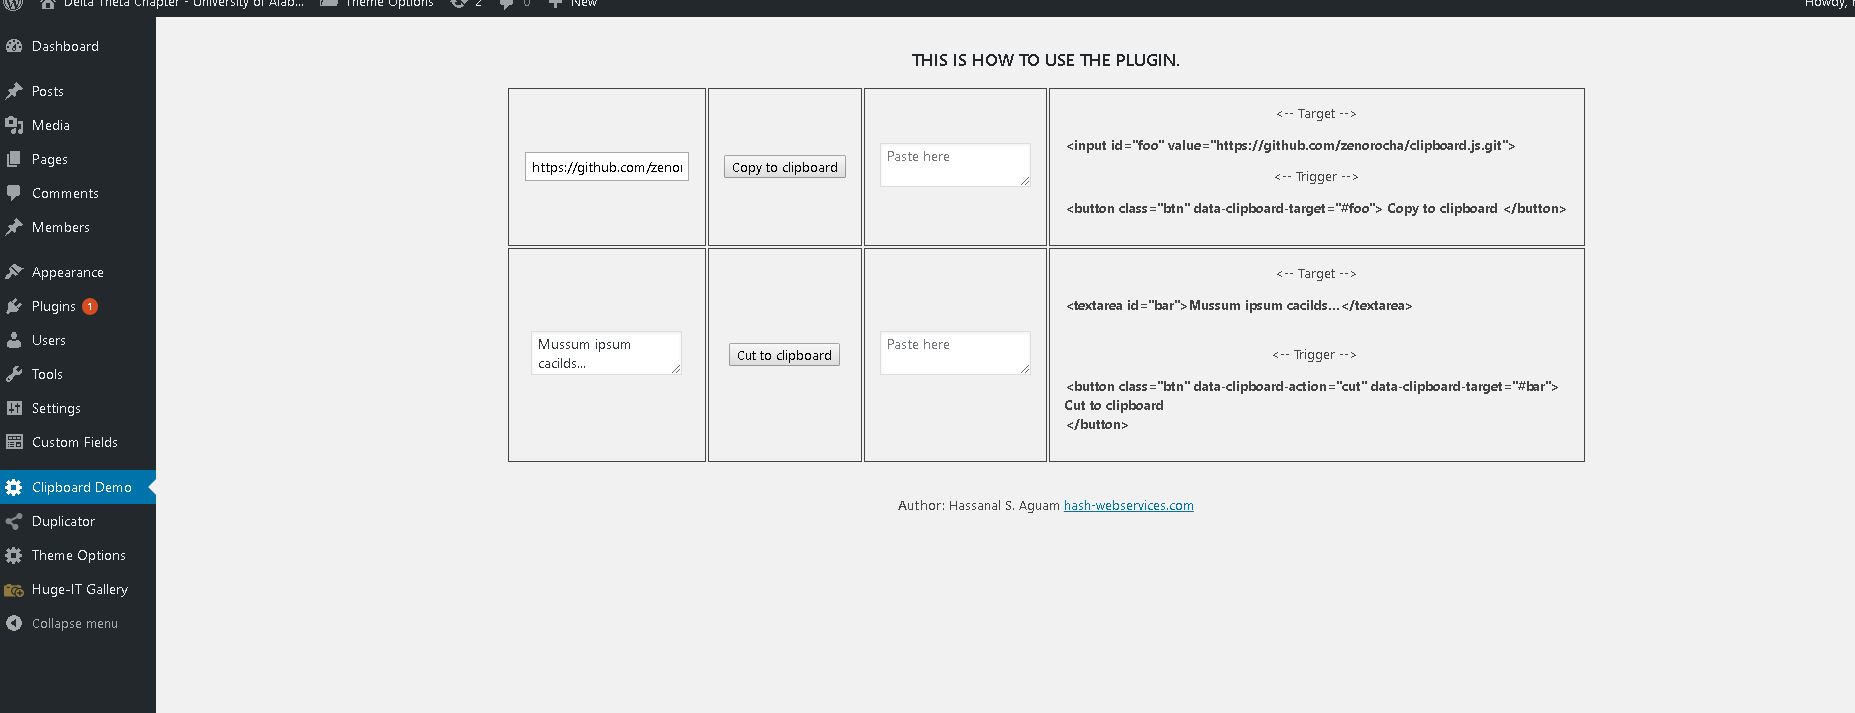 Delta Theta Chapter - University of Alab... Theme Options 2 0 New Howdy,
Dashboard
Posts
Media
Pages
Comments
Members
Appearance
Plugins 1
Users
Tools
Settings
Custom Fields
Clipboard Demo
Duplicator
Theme Options
Huge-IT Gallery
Collapse menu
THIS IS HOW TO USE THE PLUGIN.
https://github.com/zenor
Copy to clipboard
Paste here
<-- Target -->
<input id="foo" value="https://github.com/zenorocha/clipboard.js.git">
<-- Trigger -->
<button class="btn" data-clipboard-target="#foo"> Copy to clipboard </button>
Mussum ipsum
cacilds...
Cut to clipboard
Paste here
<-- Target -->
<textarea id="bar">Mussum ipsum cacilds...</textarea>
<-- Trigger -->
<button class="btn" data-clipboard-action="cut" data-clipboard-target="#bar">
Cut to clipboard
</button>
Author: Hassanal S. Aguam hash-webservices.com